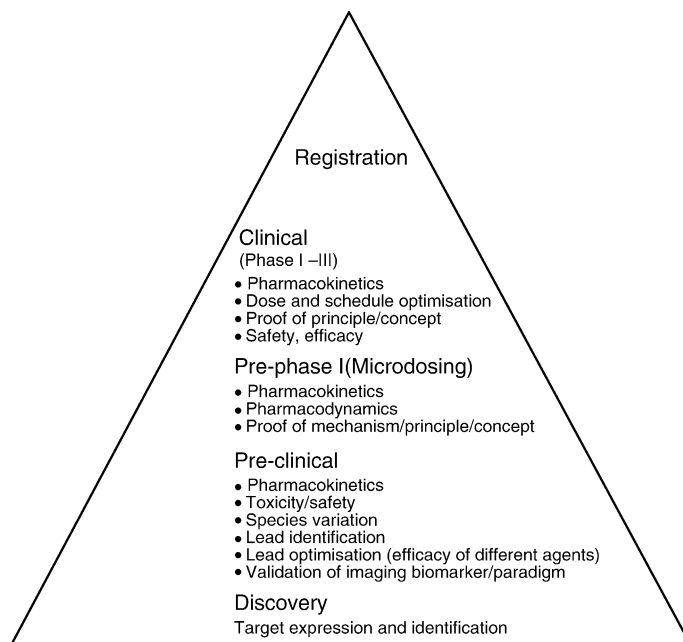 Registration
Clinical
(Phase I –III)
• Pharmacokinetics
• Dose and schedule optimisation
• Proof of principle/concept
• Safety, efficacy
Pre-phase I(Microdosing)
• Pharmacokinetics
• Pharmacodynamics
• Proof of mechanism/principle/concept
Pre-clinical
• Pharmacokinetics
• Toxicity/safety
• Species variation
• Lead identification
• Lead optimisation (efficacy of different agents)
• Validation of imaging biomarker/paradigm
Discovery
Target expression and identification